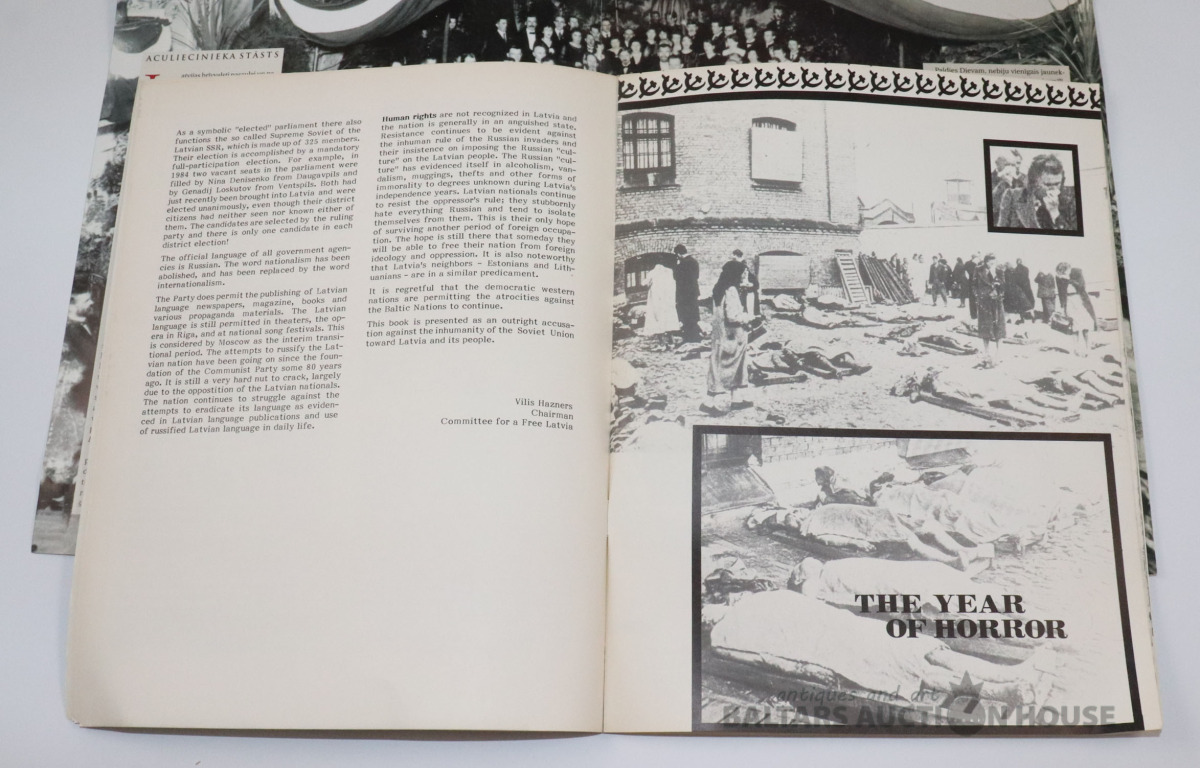 ACULIECINIEKA STĀSTS
Paldies Dievam, nebiju vienīgais jaunek-
As a symbolic "elected" parliament there also
functions the so called Supreme Soviet of the
Latvian SSR, which is made up of 325 members.
Their election is accomplished by a mandatory
full-participation election. For example, in
1984 two vacant seats in the parliament were
filled by Nina Denisenko from Daugavpils and
by Genadij Loskutov from Ventspils. Both had
just recently been brought into Latvia and were
elected unanimously, even though their district
citizens had neither seen nor known either of
them. The candidates are selected by the ruling
party and there is only one candidate in each
district election!
The official language of all government agen-
cies is Russian. The word nationalism has been
abolished, and has been replaced by the word
internationalism.
The Party does permit the publishing of Latvian
language newspapers, magazine, books and
various propaganda materials. The Latvian
language is still permitted in theaters, the op-
era in Riga, and at national song festivals. This
is considered by Moscow as the interim transi-
tional period. The attempts to russify the Lat-
vian nation have been going on since the foun-
dation of the Communist Party some 80 years
ago. It is still a very hard nut to crack, largely
due to the oppostition of the Latvian nationals.
The nation continues to struggle against the
attempts to eradicate its language as eviden-
ced in Latvian language publications and use
of russified Latvian language in daily life.
Human rights are not recognized in Latvia and
the nation is generally in an anguished state.
Resistance continues to be evident against
the inhuman rule of the Russian invaders and
their insistence on imposing the Russian "cul-
ture" on the Latvian people. The Russian "cul-
ture" has evidenced itself in alcoholism, van-
dalism, muggings, thefts and other forms of
immorality to degrees unknown during Latvia's
independence years. Latvian nationals continue
to resist the oppressor's rule; they stubbornly
hate everything Russian and tend to isolate
themselves from them. This is their only hope
of surviving another period of foreign occupa-
tion. The hope is still there that someday they
will be able to free their nation from foreign
ideology and oppression. It is also noteworthy
that Latvia's neighbors - Estonians and Lith-
uanians - are in a similar predicament.
It is regretful that the democratic western
nations are permitting the atrocities against
the Baltic Nations to continue.
This book is presented as an outright accusa-
tion against the inhumanity of the Soviet Union
toward Latvia and its people.
Vilis Hazners
Chairman
Committee for a Free Latvia
THE YEAR
OF HORROR
antiques and art
BALTARS AUCTION HOUSE